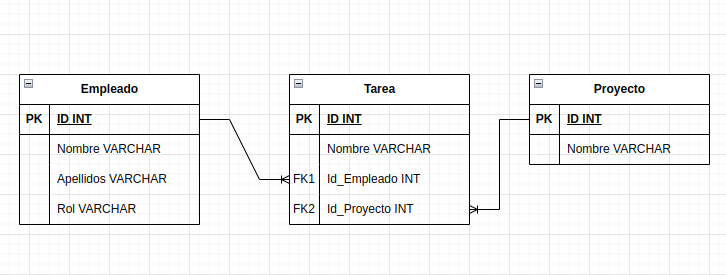 Empleado
PK ID INT
Nombre VARCHAR
Apellidos VARCHAR
Rol VARCHAR
Tarea
PK ID INT
Nombre VARCHAR
FK1 Id_Empleado INT
FK2 Id_Proyecto INT
Proyecto
PK ID INT
Nombre VARCHAR